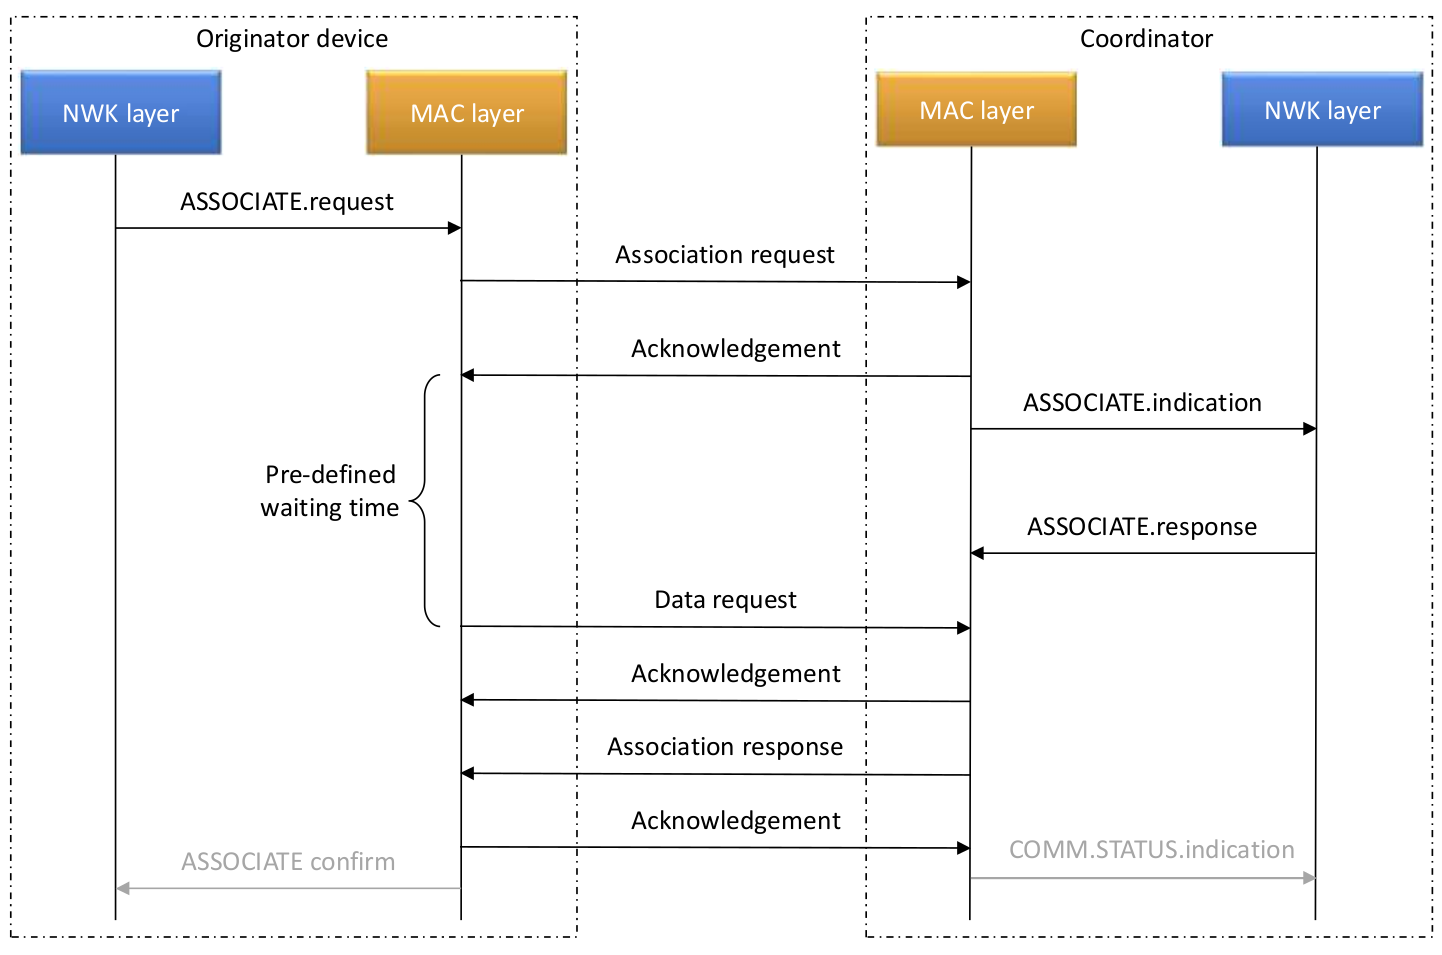 Originator device
Coordinator
NWK layer
MAC layer
MAC layer
NWK layer
ASSOCIATE.request
Association request
Acknowledgement
ASSOCIATE.indication
Pre-defined
waiting time
ASSOCIATE.response
Data request
Acknowledgement
Association response
Acknowledgement
ASSOCIATE confirm
COMM.STATUS.indication